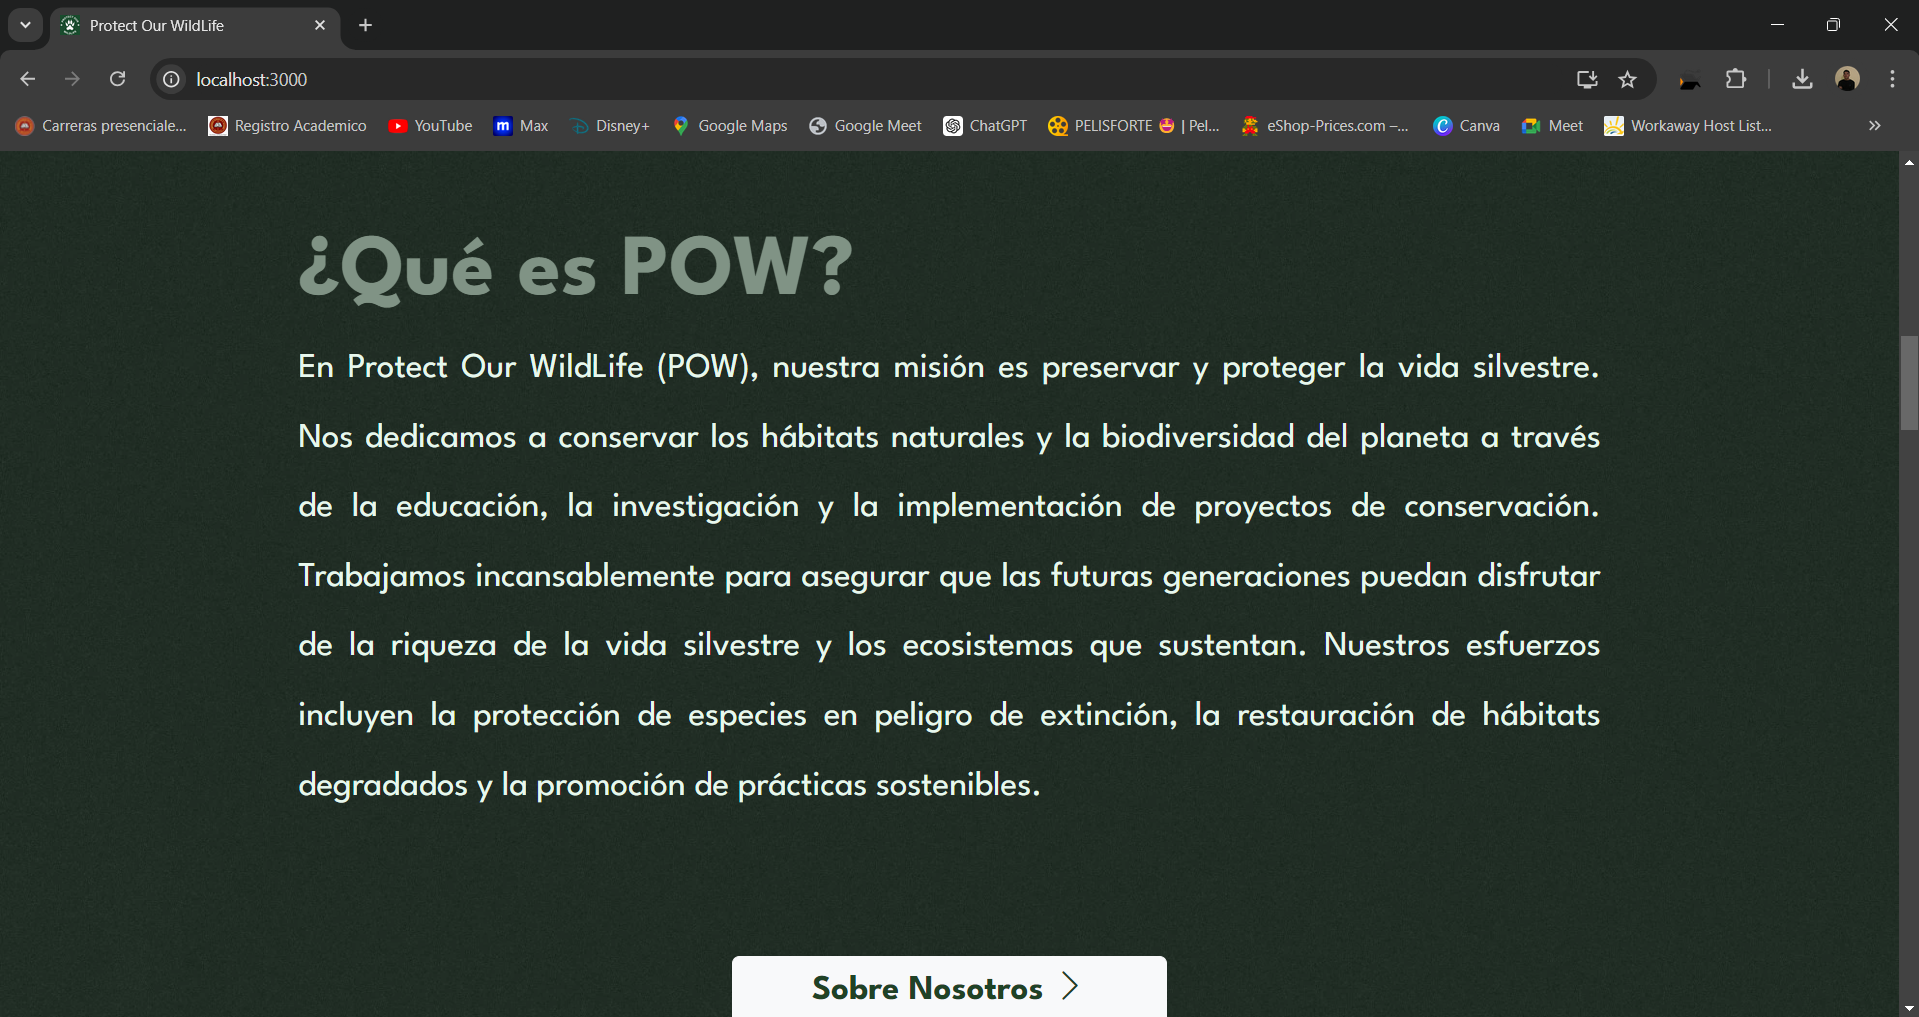 Protect Our WildLife
localhost:3000
Carreras presenciale... Registro Academico YouTube m Max Disney+ Google Maps Google Meet ChatGPT PELISFORTE 🤩 | Pel... eShop-Prices.com –... C Canva Meet Workaway Host List... »
¿Qué es POW?
En Protect Our WildLife (POW), nuestra misión es preservar y proteger la vida silvestre.
Nos dedicamos a conservar los hábitats naturales y la biodiversidad del planeta a través
de la educación, la investigación y la implementación de proyectos de conservación.
Trabajamos incansablemente para asegurar que las futuras generaciones puedan disfrutar
de la riqueza de la vida silvestre y los ecosistemas que sustentan. Nuestros esfuerzos
incluyen la protección de especies en peligro de extinción, la restauración de hábitats
degradados y la promoción de prácticas sostenibles.
Sobre Nosotros